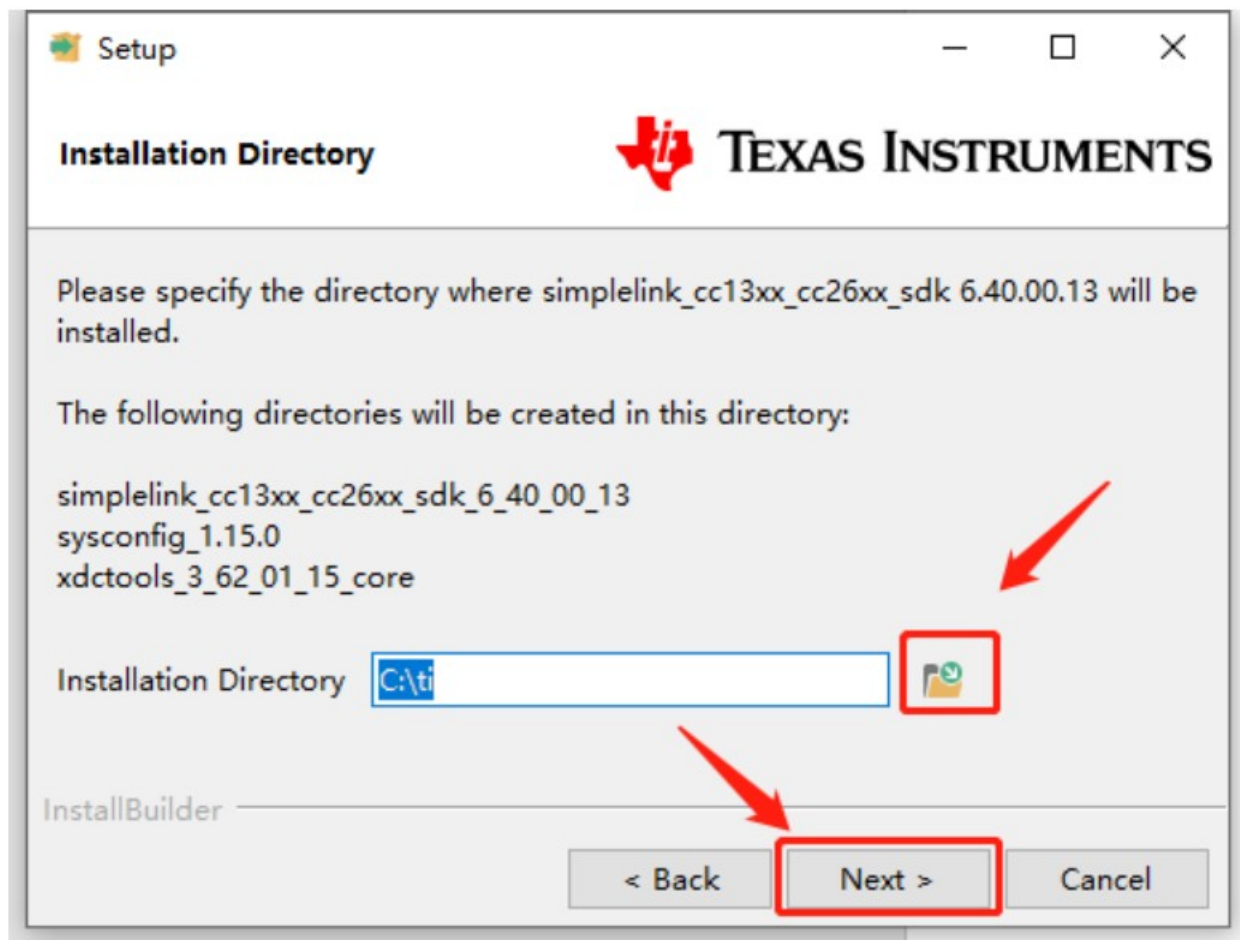 Setup
Installation Directory
TEXAS INSTRUMENTS
Please specify the directory where simplelink_cc13xx_cc26xx_sdk 6.40.00.13 will be
installed.
The following directories will be created in this directory:
simplelink_cc13xx_cc26xx_sdk_6_40_00_13
sysconfig_1.15.0
xdctools_3_62_01_15_core
Installation Directory C:\ti
InstallBuilder
< Back Next > Cancel